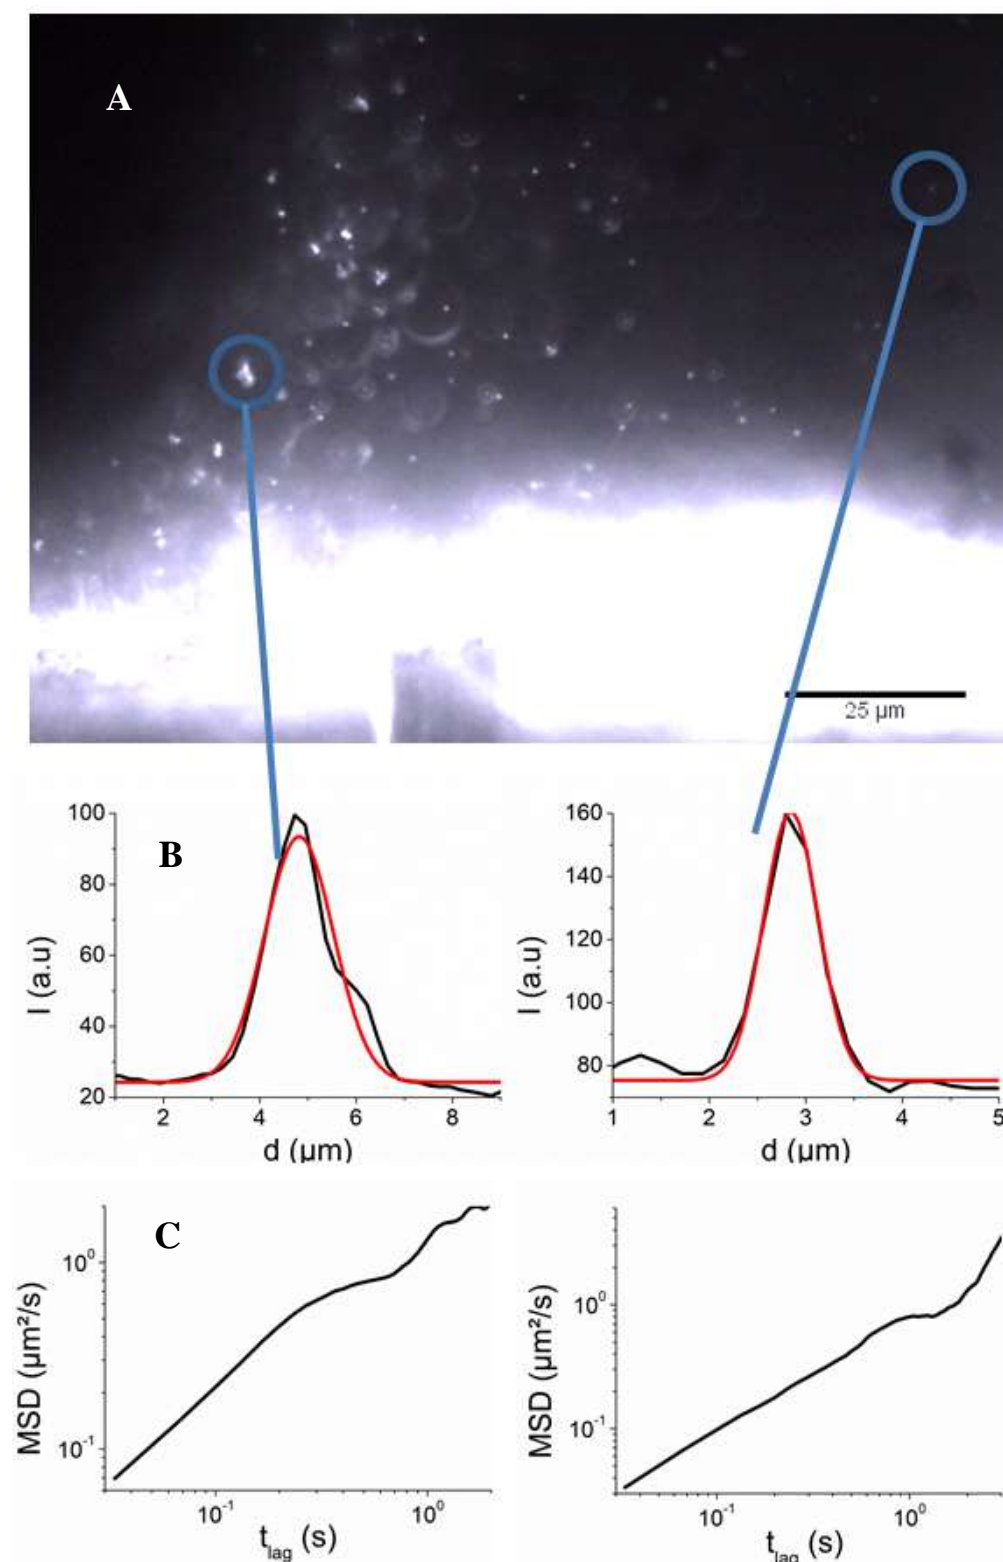 A
25 µm
B
100
80
60
40
20
I (a.u)
2 4 6 8
d (µm)
160
140
120
100
80
I (a.u)
1 2 3 4 5
d (µm)
C
10⁰
10⁻¹
MSD (µm²/s)
10⁻¹ 10⁰
t_lag (s)
10⁰
10⁻¹
MSD (µm²/s)
10⁻¹ 10⁰
t_lag (s)